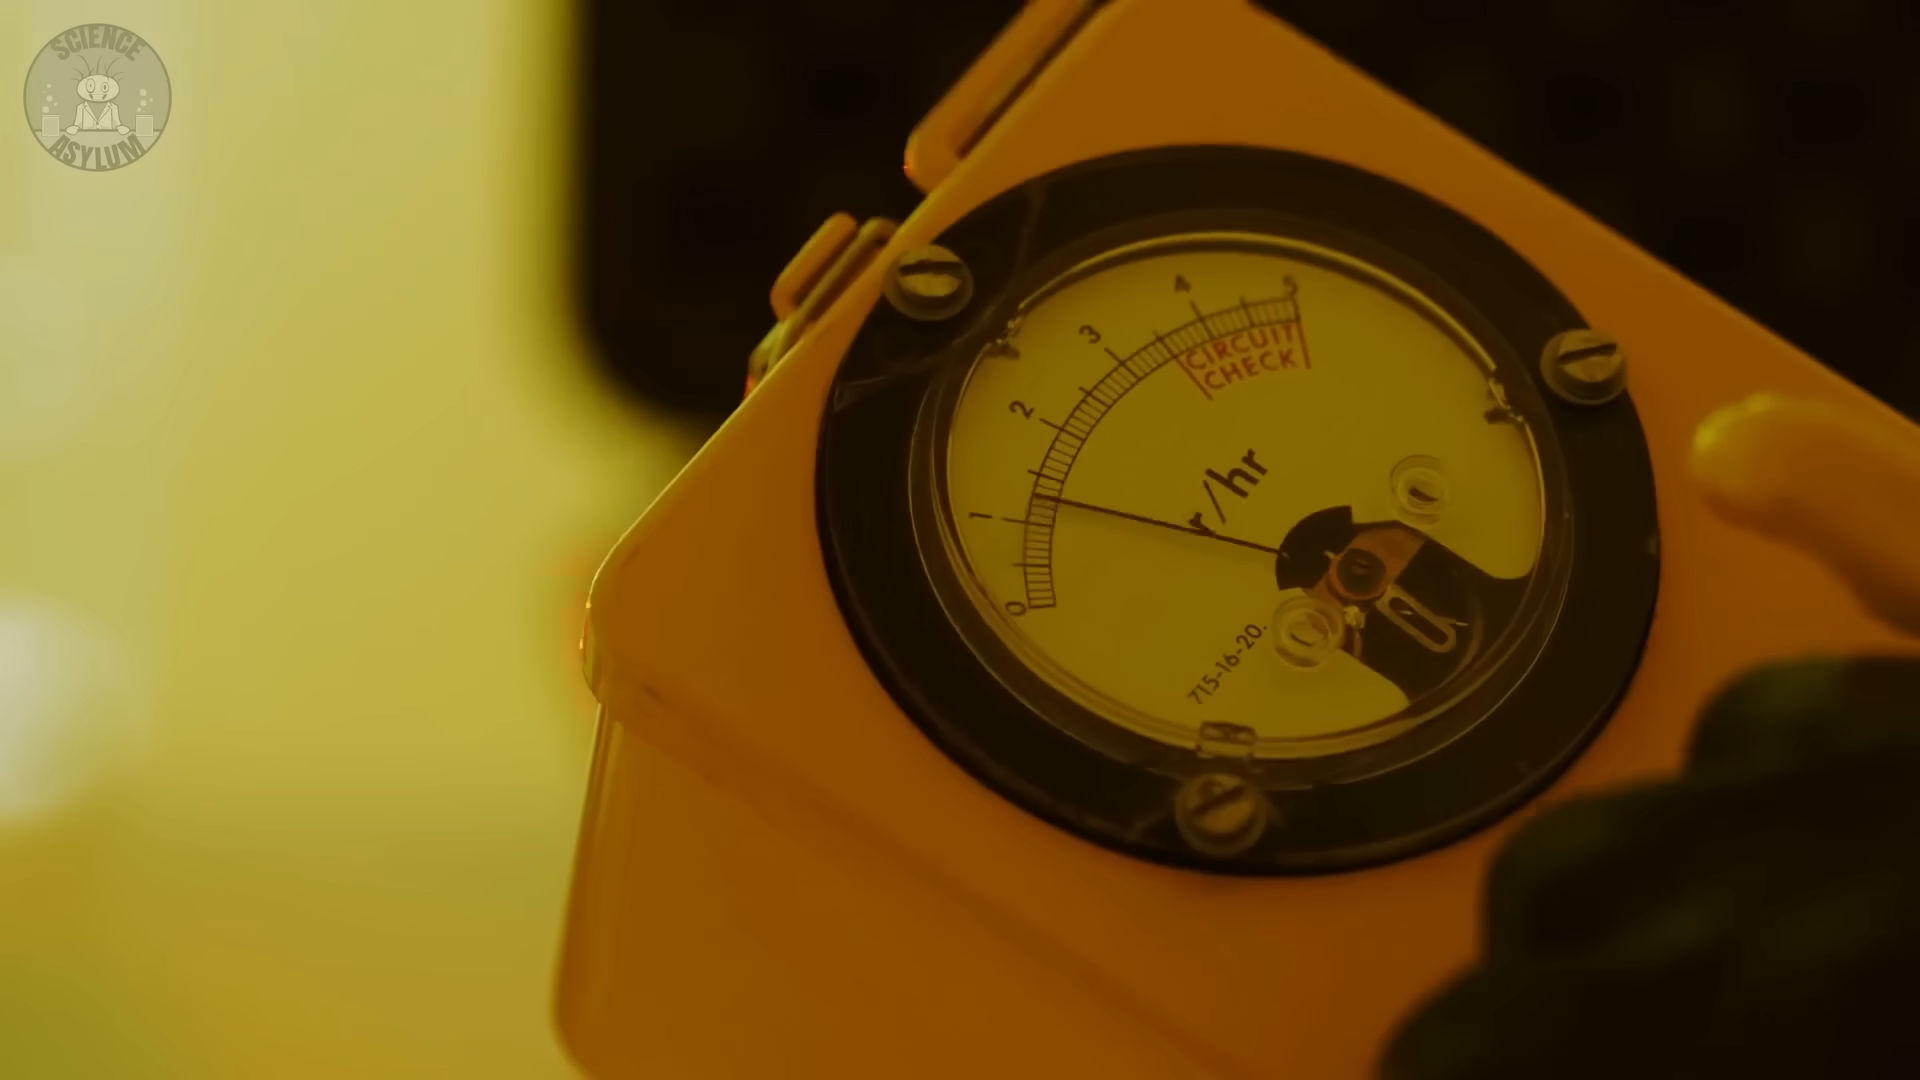 SCIENCE
ASYLUM
0 1 2 3 4 5
CIRCUIT
CHECK
r/hr
715-16-20.